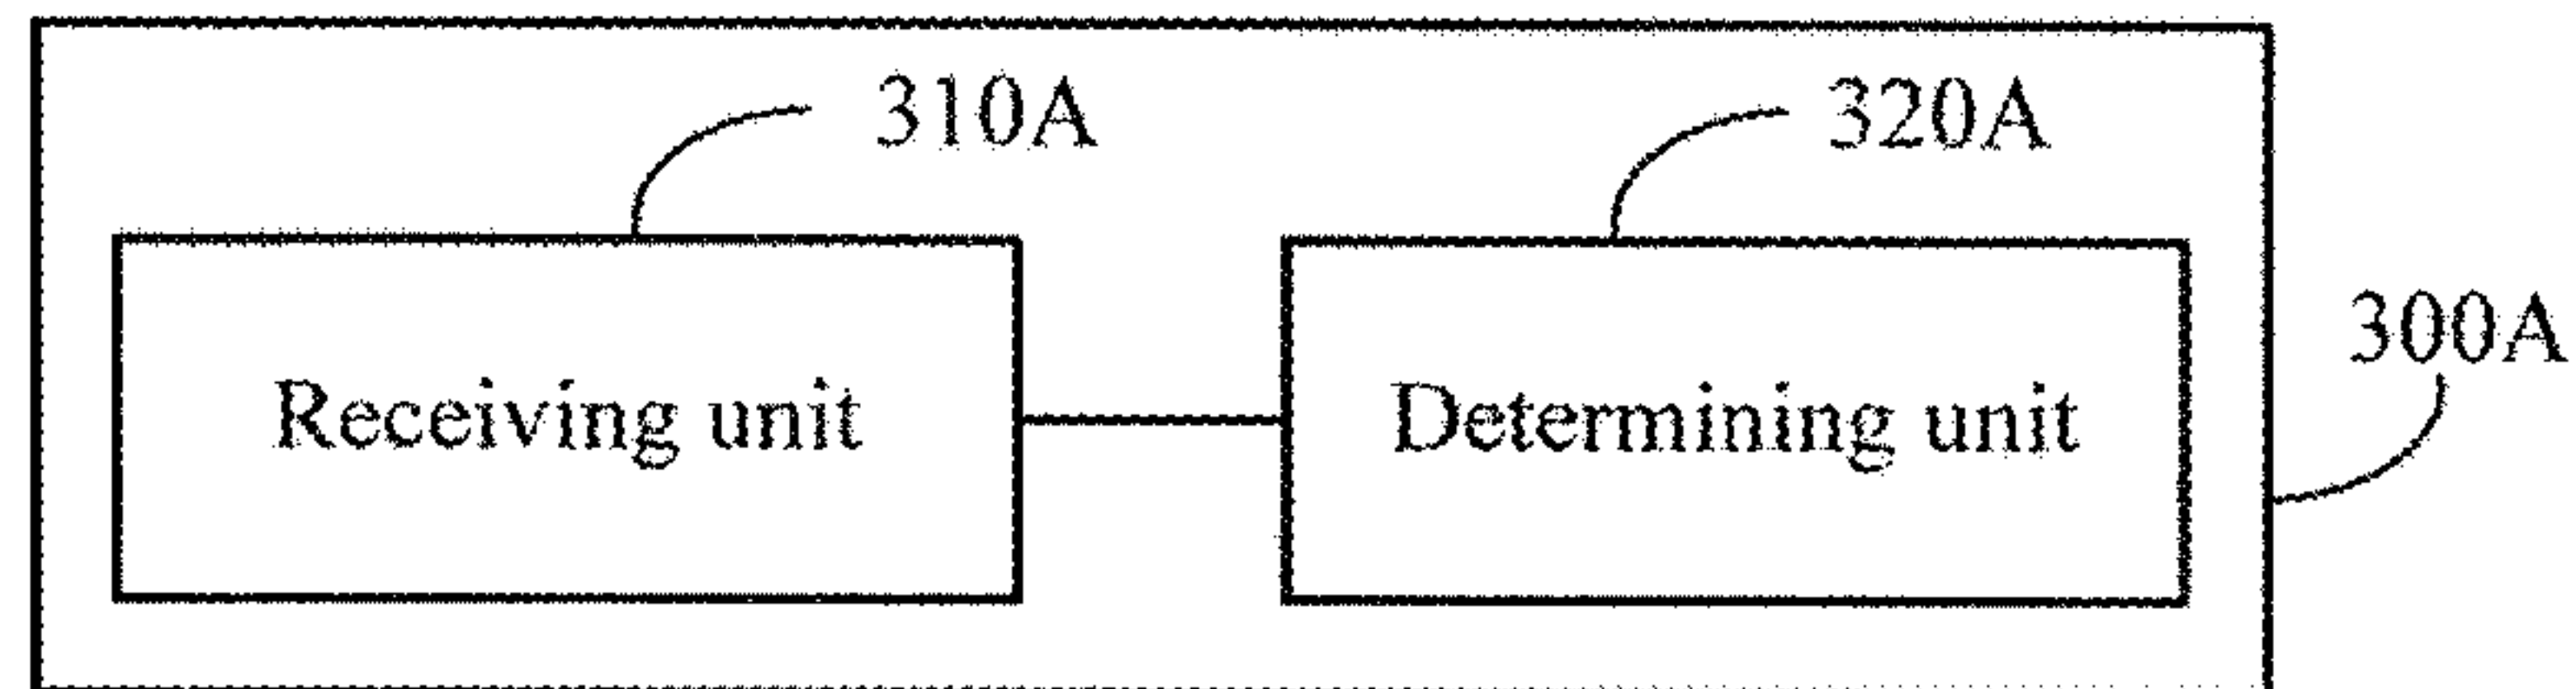 310A
320A
300A
Receiving unit
Determining unit